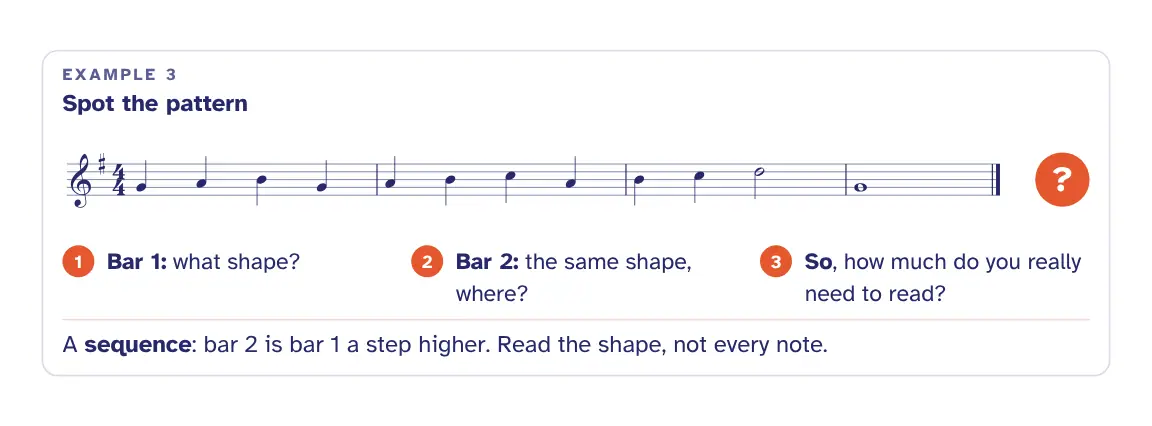 EXAMPLE 3
Spot the pattern
4
4
?
1 Bar 1: what shape?
2 Bar 2: the same shape,
where?
3 So, how much do you really
need to read?
A sequence: bar 2 is bar 1 a step higher. Read the shape, not every note.